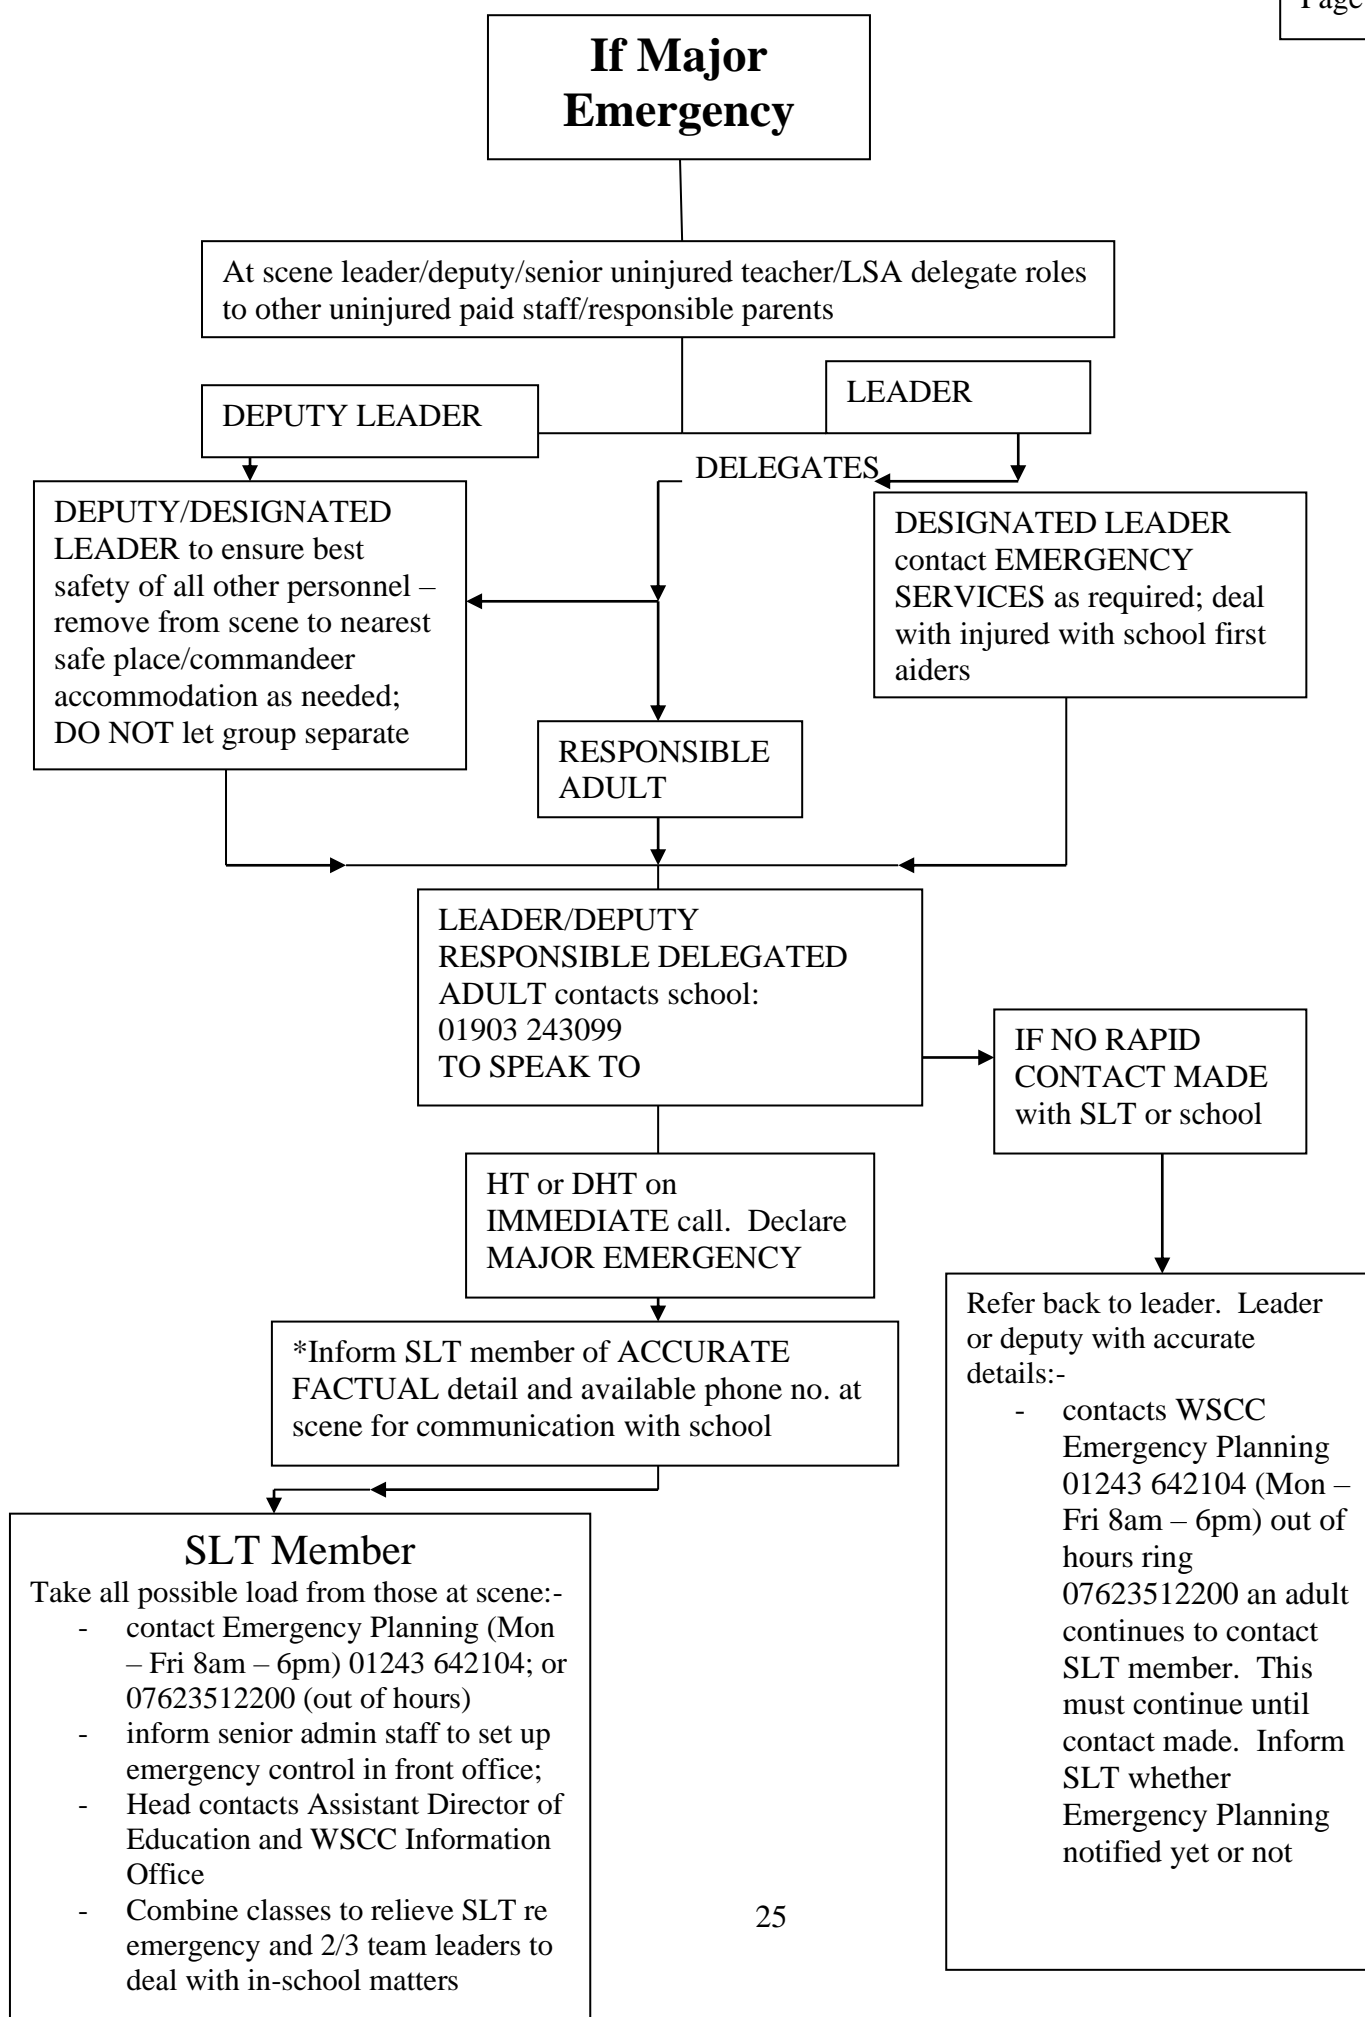 Page
If Major
Emergency
At scene leader/deputy/senior uninjured teacher/LSA delegate roles
to other uninjured paid staff/responsible parents
DEPUTY LEADER
LEADER
DELEGATES
DEPUTY/DESIGNATED
LEADER to ensure best
safety of all other personnel –
remove from scene to nearest
safe place/commandeer
accommodation as needed;
DO NOT let group separate
DESIGNATED LEADER
contact EMERGENCY
SERVICES as required; deal
with injured with school first
aiders
RESPONSIBLE
ADULT
LEADER/DEPUTY
RESPONSIBLE DELEGATED
ADULT contacts school:
01903 243099
TO SPEAK TO
IF NO RAPID
CONTACT MADE
with SLT or school
HT or DHT on
IMMEDIATE call.  Declare
MAJOR EMERGENCY
*Inform SLT member of ACCURATE
FACTUAL detail and available phone no. at
scene for communication with school
Refer back to leader.  Leader
or deputy with accurate
details:-
- contacts WSCC
Emergency Planning
01243 642104 (Mon –
Fri 8am – 6pm) out of
hours ring
07623512200 an adult
continues to contact
SLT member.  This
must continue until
contact made.  Inform
SLT whether
Emergency Planning
notified yet or not
SLT Member
Take all possible load from those at scene:-
- contact Emergency Planning (Mon
– Fri 8am – 6pm) 01243 642104; or
07623512200 (out of hours)
- inform senior admin staff to set up
emergency control in front office;
- Head contacts Assistant Director of
Education and WSCC Information
Office
- Combine classes to relieve SLT re
emergency and 2/3 team leaders to
deal with in-school matters
25